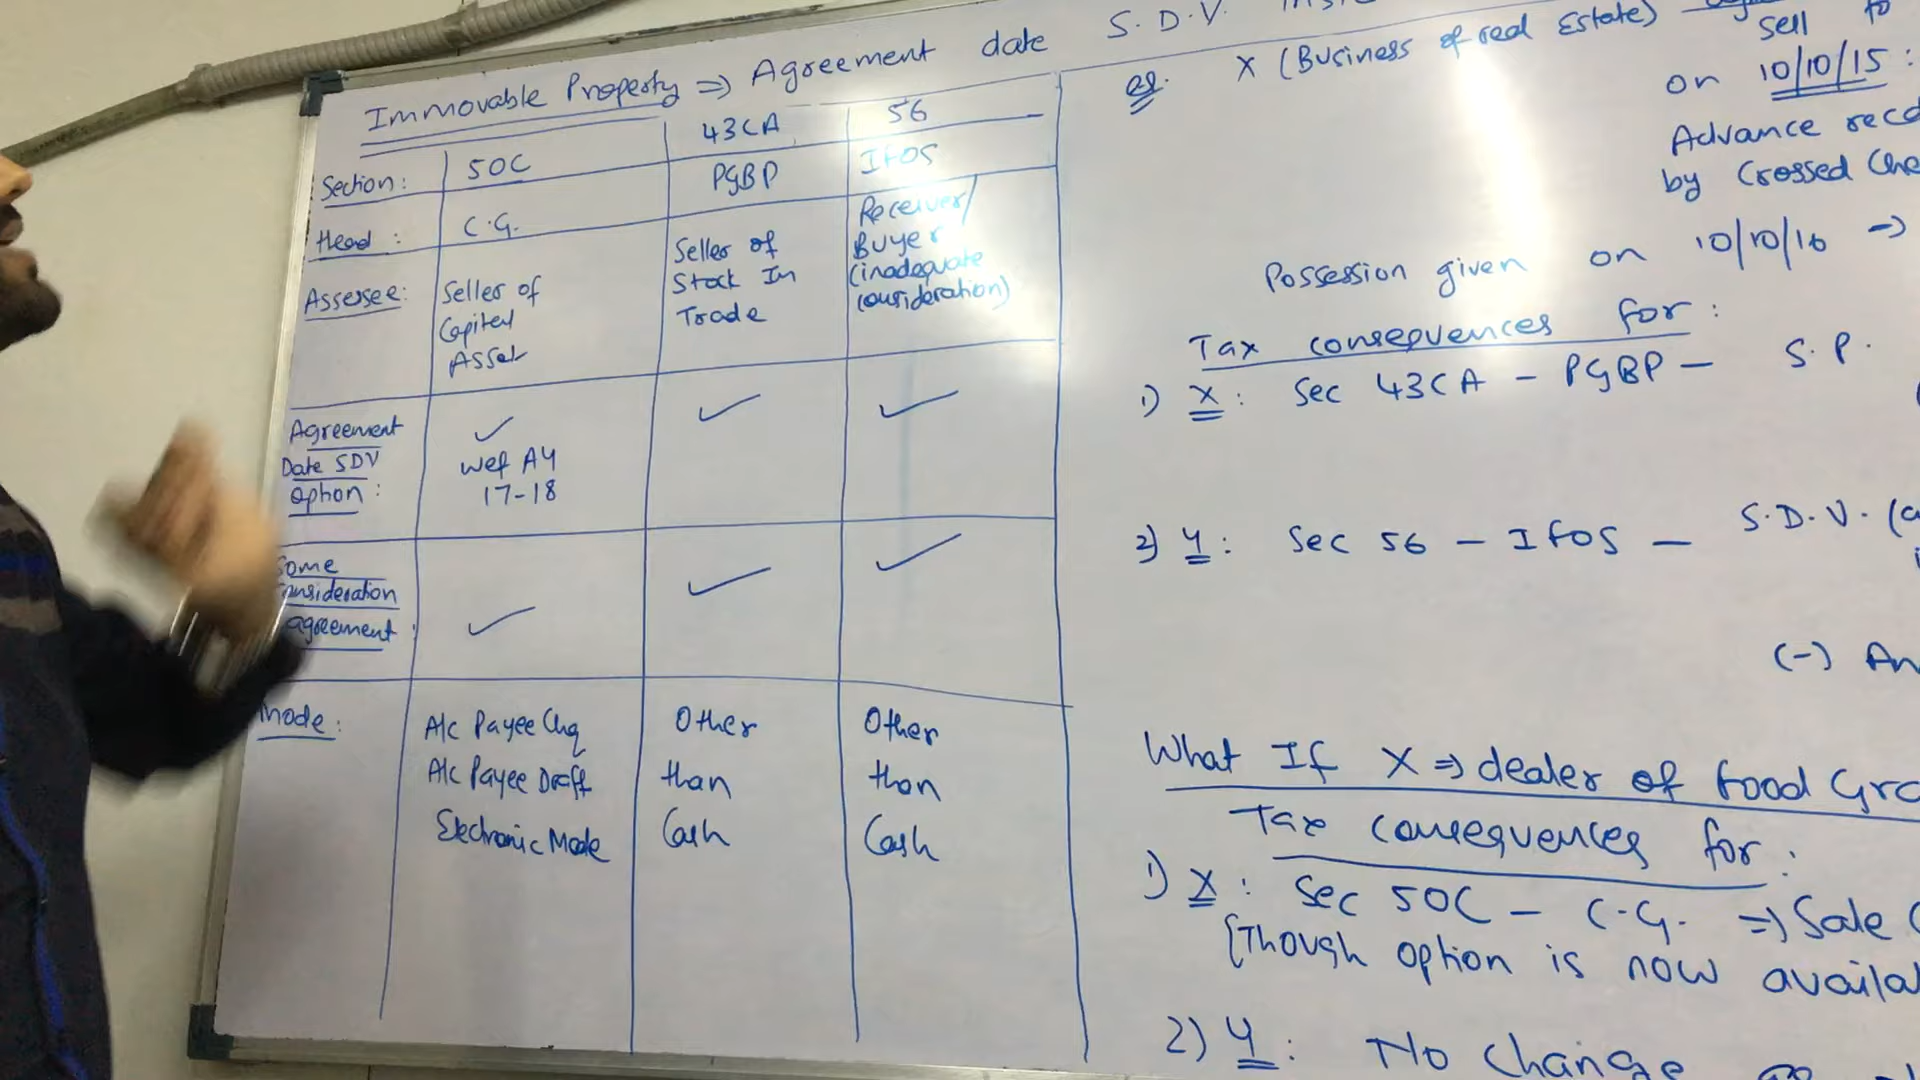 Immovable Property ⇒ Agreement date S.D.V.
Section: 50C 43CA 56
Head: C.G. PGBP IFOS
Assessee: Seller of Capital Asset
Seller of Stock In Trade
Receiver/ Buyer (inadequate consideration)
Agreement Date SDV option: ✓ wef AY 17-18 ✓ ✓
Some
agreement ✓ ✓ ✓
mode:
A/c Payee Chq
A/c Payee Draft
Electronic Mode
Other than Cash
Other than Cash
eg. X (Business of real Estate)
sell to
on 10/10/15:
Advance recd
by Crossed
Possession given on 10/10/16 →
Tax consequences for:
1) X: Sec 43CA - PGBP - S.P.
2) Y: Sec 56 - IFOS - S.D.V.
(-)
What If X ⇒ dealer of food
Tax consequences for:
1) X: Sec 50C - C.G. ⇒ Sale
(Though option is now
2) Y: No change